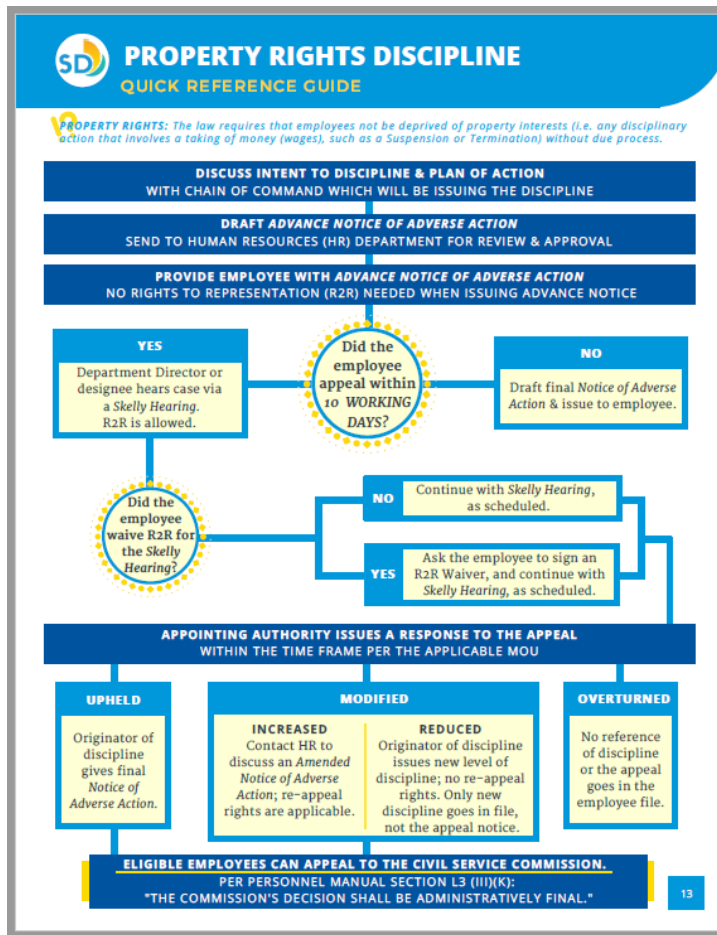 SD
PROPERTY RIGHTS DISCIPLINE
QUICK REFERENCE GUIDE
PROPERTY RIGHTS: The law requires that employees not be deprived of property interests (i.e. any disciplinary
action that involves a taking of money (wages), such as a Suspension or Termination) without due process.
DISCUSS INTENT TO DISCIPLINE & PLAN OF ACTION
WITH CHAIN OF COMMAND WHICH WILL BE ISSUING THE DISCIPLINE
DRAFT ADVANCE NOTICE OF ADVERSE ACTION
SEND TO HUMAN RESOURCES (HR) DEPARTMENT FOR REVIEW & APPROVAL
PROVIDE EMPLOYEE WITH ADVANCE NOTICE OF ADVERSE ACTION
NO RIGHTS TO REPRESENTATION (R2R) NEEDED WHEN ISSUING ADVANCE NOTICE
Did the
employee
appeal within
10 WORKING
DAYS?
YES
Department Director or
designee hears case via
a Skelly Hearing.
R2R is allowed.
NO
Draft final Notice of Adverse
Action & issue to employee.
Did the
employee
waive R2R for
the Skelly
Hearing?
NO
Continue with Skelly Hearing,
as scheduled.
YES
Ask the employee to sign an
R2R Waiver, and continue with
Skelly Hearing, as scheduled.
APPOINTING AUTHORITY ISSUES A RESPONSE TO THE APPEAL
WITHIN THE TIME FRAME PER THE APPLICABLE MOU
UPHELD
Originator of
discipline
gives final
Notice of
Adverse Action.
MODIFIED
INCREASED
Contact HR to
discuss an Amended
Notice of Adverse
Action; re-appeal
rights are applicable.
REDUCED
Originator of discipline
issues new level of
discipline; no re-appeal
rights. Only new
discipline goes in file,
not the appeal notice.
OVERTURNED
No reference
of discipline
or the appeal
goes in the
employee file.
ELIGIBLE EMPLOYEES CAN APPEAL TO THE CIVIL SERVICE COMMISSION.
PER PERSONNEL MANUAL SECTION L3 (III)(K):
"THE COMMISSION'S DECISION SHALL BE ADMINISTRATIVELY FINAL."
13